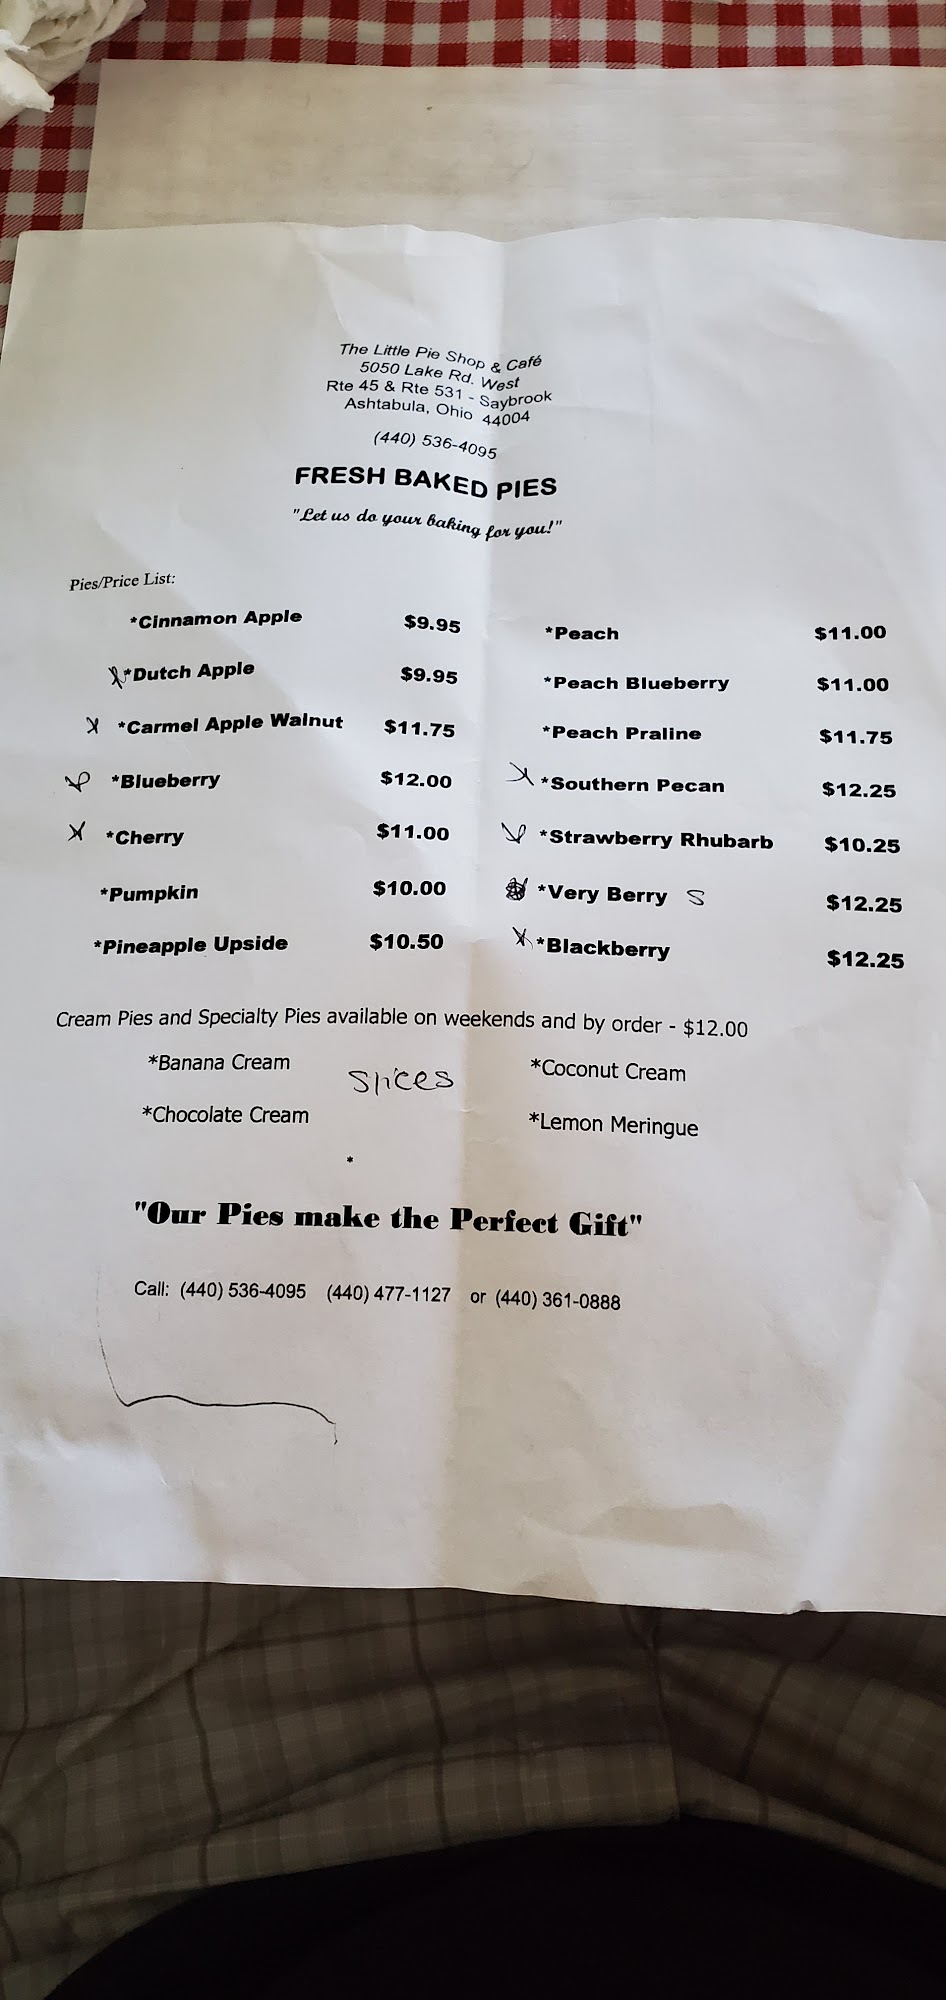 The Little Pie Shop & Café
5050 Lake Rd. West
Rte 45 & Rte 531 - Saybrook
Ashtabula, Ohio 44004
(440) 536-4095
FRESH BAKED PIES
"Let us do your baking for you!"
Pies/Price List:
*Cinnamon Apple $9.95
*Dutch Apple $9.95
*Carmel Apple Walnut $11.75
*Blueberry $12.00
*Cherry $11.00
*Pumpkin $10.00
*Pineapple Upside $10.50
*Peach $11.00
*Peach Blueberry $11.00
*Peach Praline $11.75
*Southern Pecan $12.25
*Strawberry Rhubarb $10.25
*Very Berry S $12.25
*Blackberry $12.25
Cream Pies and Specialty Pies available on weekends and by order - $12.00
*Banana Cream *Coconut Cream
*Chocolate Cream *Lemon Meringue
*
"Our Pies make the Perfect Gift"
Call: (440) 536-4095 (440) 477-1127 or (440) 361-0888